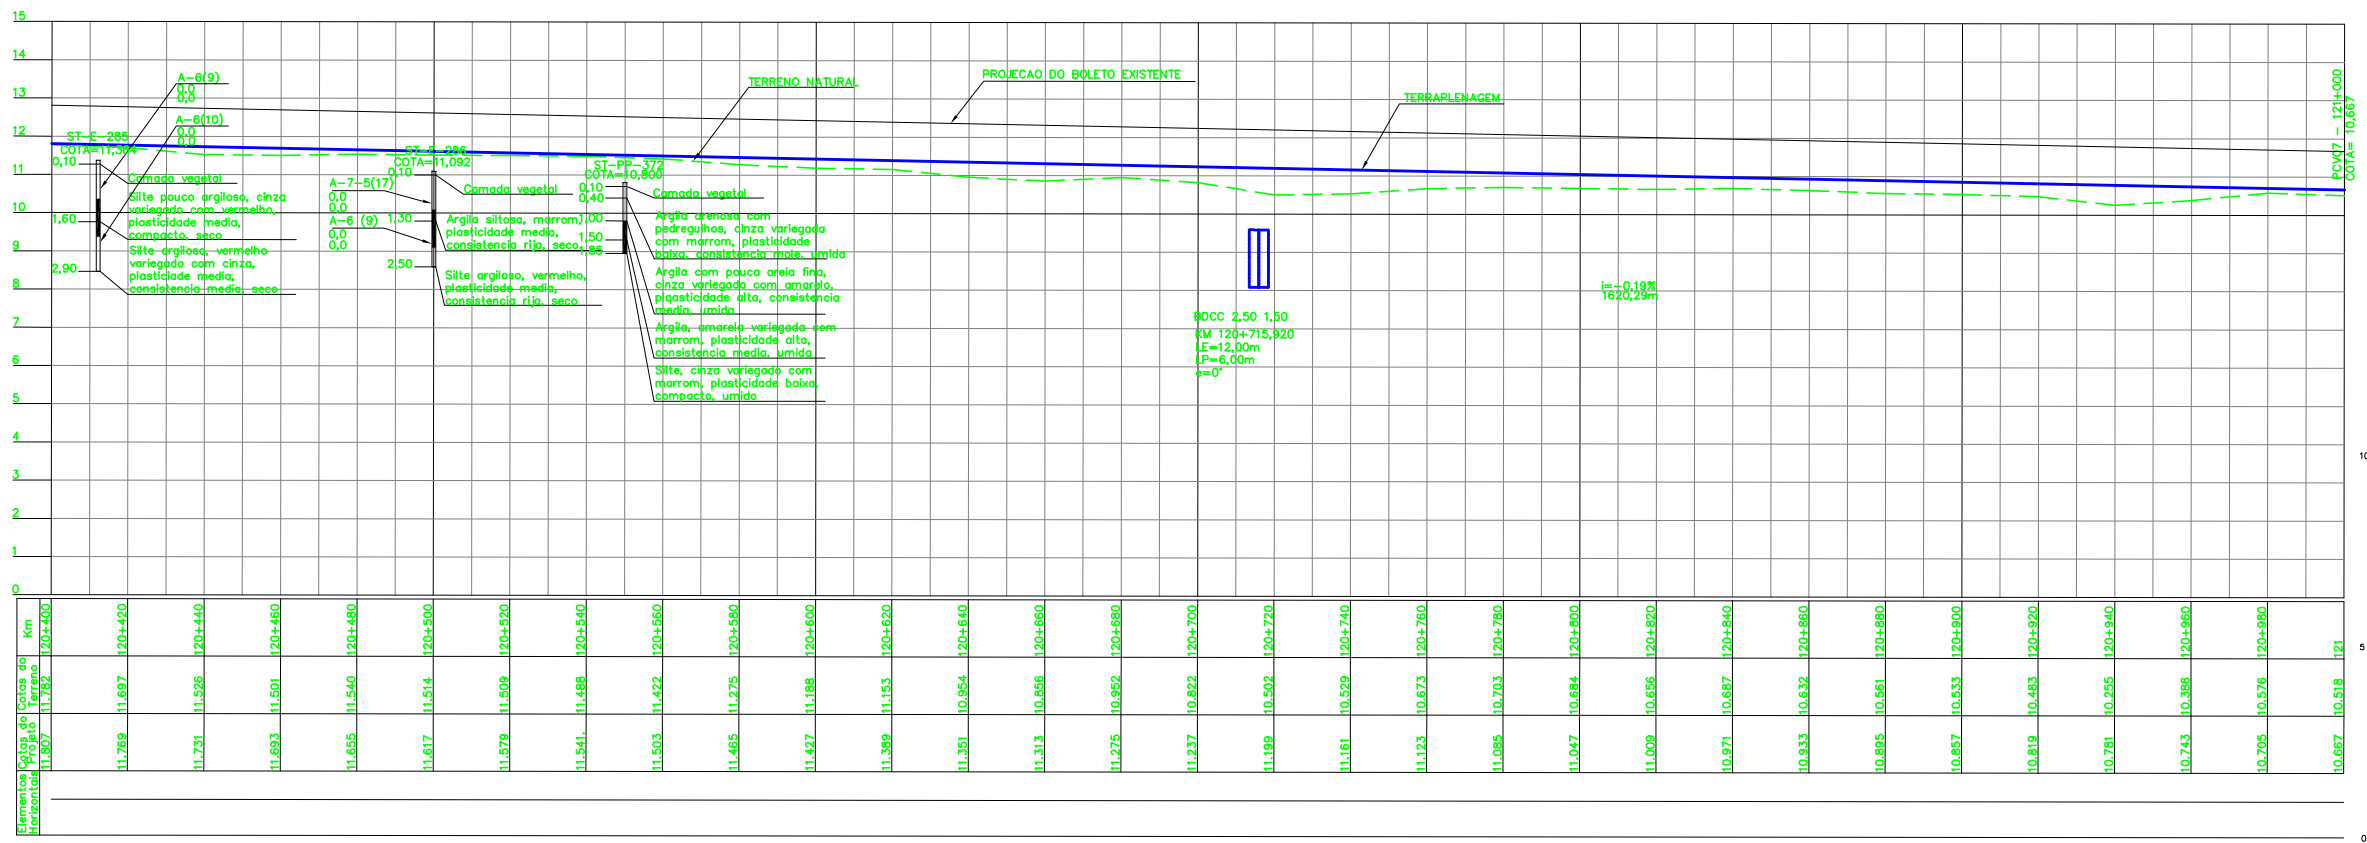 15
14
13
12
11
10
9
8
7
6
5
4
3
2
1
0
A-6(9)
0,0
0,0
A-6(10)
0,0
0,0
ST-E-285
COTA=11,364
0,10
1,60
2,90
Camada vegetal
Silte pouco argiloso, cinza
variegado com vermelho,
plasticidade media,
compacto, seco
Silte argiloso, vermelho
variegado com cinza,
plasticiade media,
consistencia media, seco
ST-E-286
COTA=11,092
0,10
A-7-5(17)
0,0
0,0
A-6 (9)
0,0
0,0
1,30
2,50
Camada vegetal
Argila siltosa, marrom,
plasticidade media,
consistencia rija, seco
Silte argiloso, vermelho,
plasticidade media,
consistencia rija, seco
ST-PP-372
COTA=10,800
0,10
0,40
1,00
1,50
1,85
Camada vegetal
Argila arenosa com
pedregulhos, cinza variegada
com marrom, plasticidade
baixa, consistencia mole, umida
Argila com pouca areia fina,
cinza variegada com amarelo,
plqasticidade alta, consistencia
media, umida
Argila, amarela variegada com
marrom, plasticidade alta,
consistencia media, umida
Silte, cinza variegado com
marrom, plasticidade baixa,
compacto, umido
TERRENO NATURAL
PROJECAO DO BOLETO EXISTENTE
TERRAPLENAGEM
BDCC 2,50 1,50
KM 120+715,920
LE=12,00m
LP=6,00m
e=0°
i=-0,19%
1620,29m
PCV07 - 121+000
COTA= 10,667
10
5
0
Km
120+400 120+420 120+440 120+460 120+480 120+500 120+520 120+540 120+560 120+580 120+600 120+620 120+640 120+660 120+680 120+700 120+720 120+740 120+760 120+780 120+800 120+820 120+840 120+860 120+880 120+900 120+920 120+940 120+960 120+980 121
Cotas do
Terreno
11.782 11.697 11.526 11.501 11.540 11.514 11.509 11.488 11.422 11.275 11.188 11.153 10.954 10.856 10.952 10.822 10.502 10.529 10.673 10.703 10.684 10.656 10.687 10.632 10.561 10.533 10.483 10.255 10.386 10.576 10.518
Cotas do
Projeto
11.807 11.769 11.731 11.693 11.655 11.617 11.579 11.541. 11.503 11.465 11.427 11.389 11.351 11.313 11.275 11.237 11.199 11.161 11.123 11.085 11.047 11.009 10.971 10.933 10.895 10.857 10.819 10.781 10.743 10.705 10.667
Elementos
Horizontais